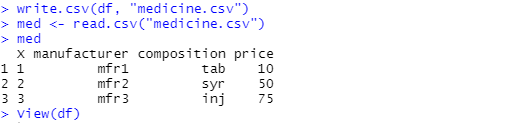 > write.csv(df, "medicine.csv")
> med <- read.csv("medicine.csv")
> med
  X manufacturer composition price
1 1         mfr1         tab    10
2 2         mfr2         syr    50
3 3         mfr3         inj    75
> View(df)